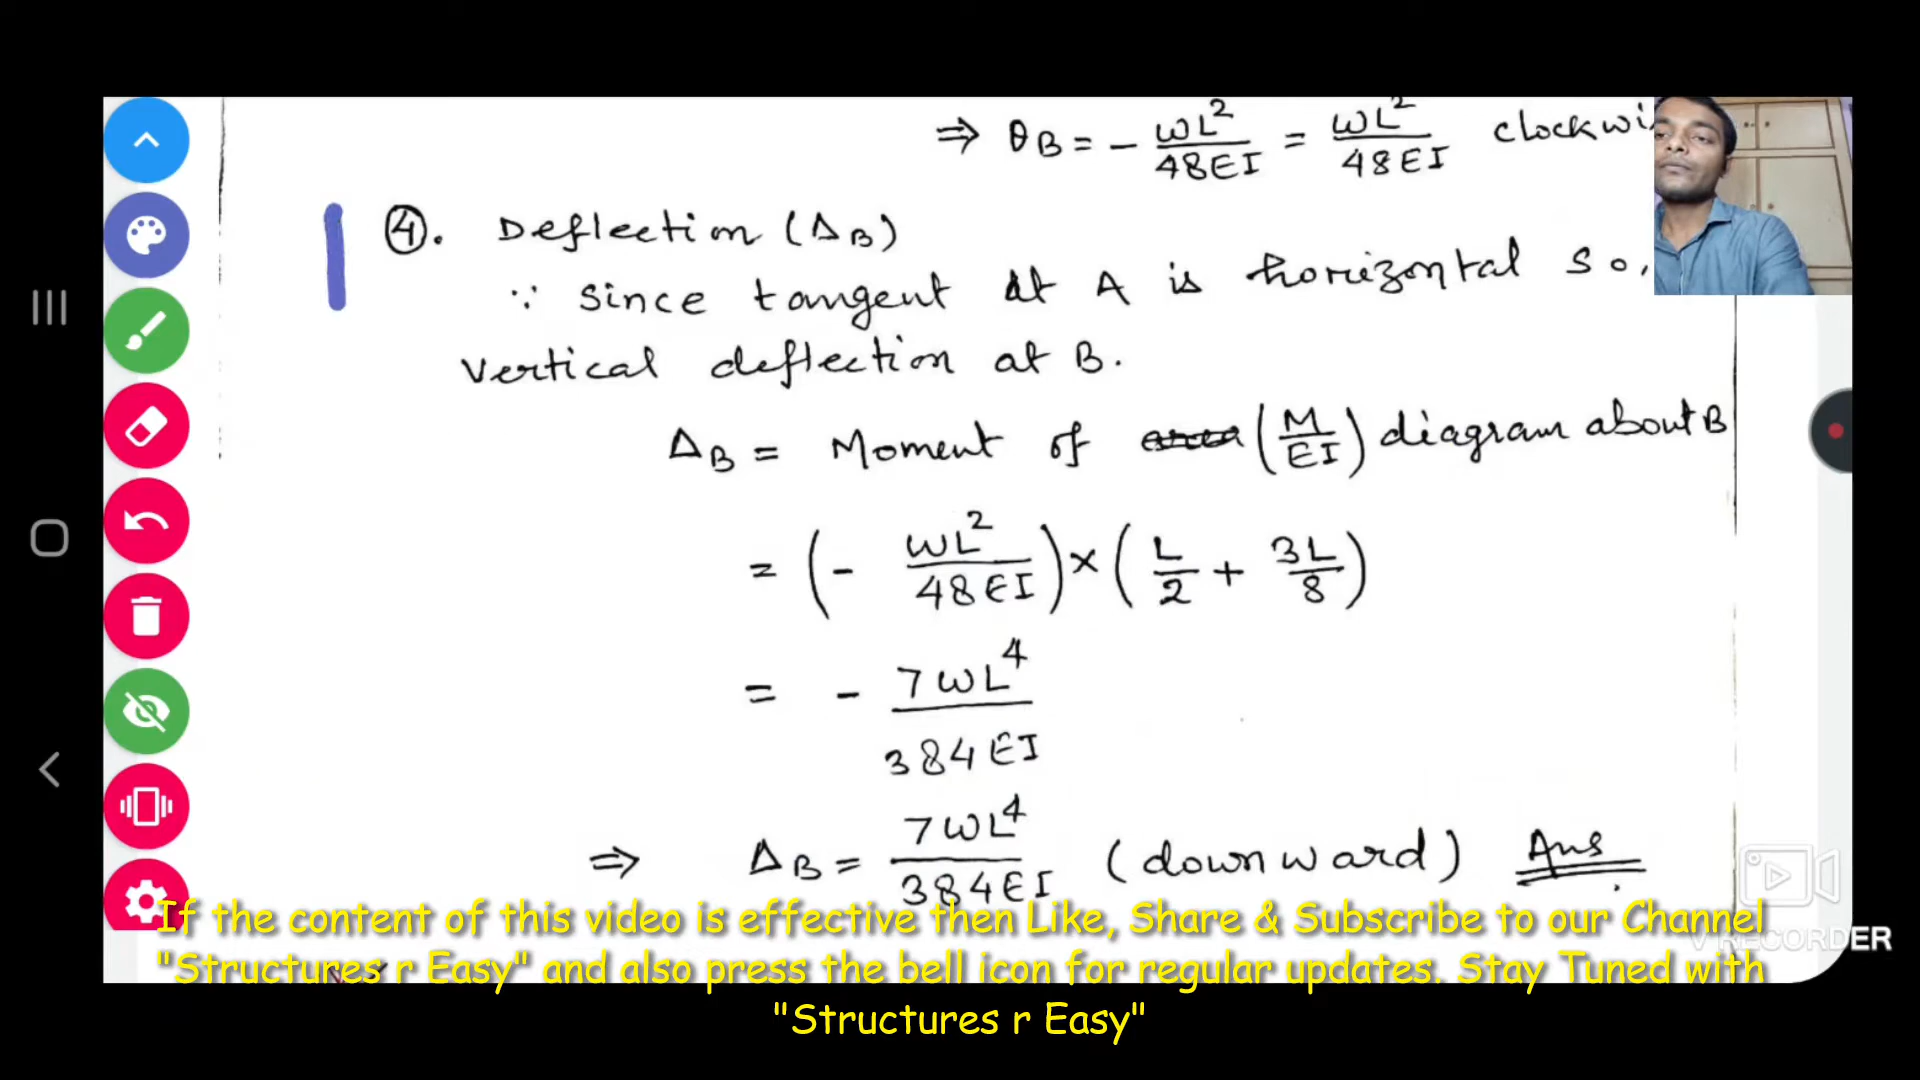 ⇒ θB = - wL²/48EI = wL²/48EI clockwi
④. Deflection (ΔB)
∵ Since tangent at A is horizontal so,
vertical deflection at B.
ΔB = Moment of area (M/EI) diagram about B
= (- wL²/48EI) × (L/2 + 3L/8)
= - 7wL⁴/384EI
⇒ ΔB = 7wL⁴/384EI (downward) Ans
If the content of this video is effective then Like, Share & Subscribe to our Channel
V RECORDER
"Structures r Easy" and also press the bell icon for regular updates. Stay Tuned with
"Structures r Easy"